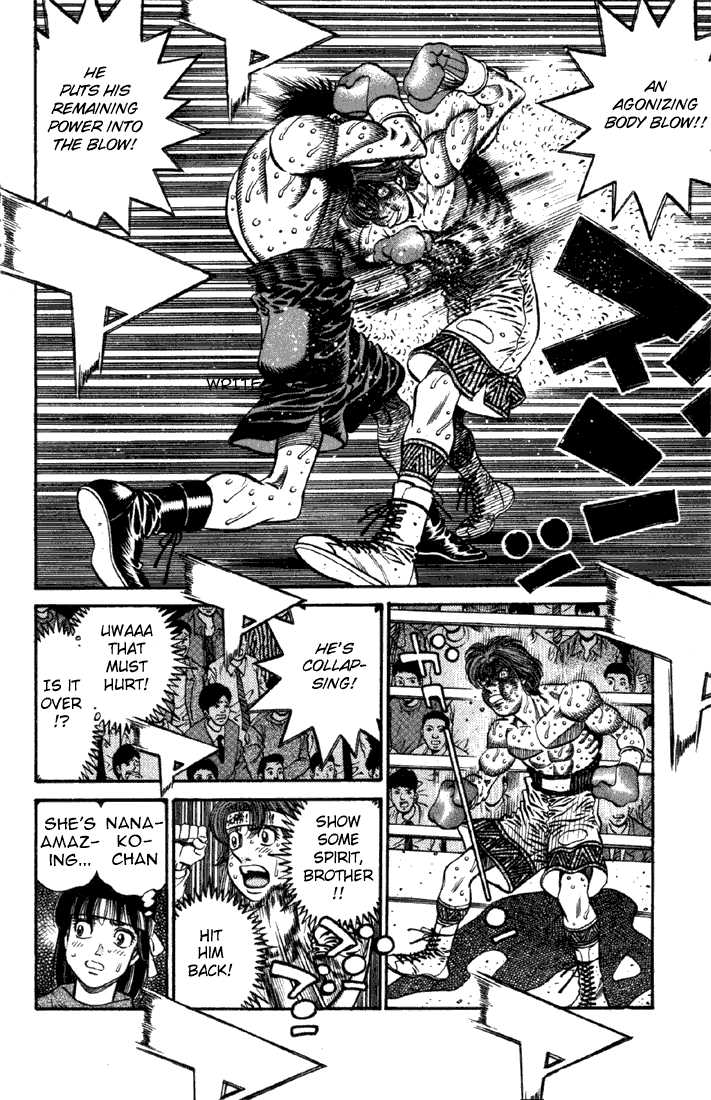 AN
AGONIZING
BODY BLOW!!
HE
PUTS HIS
REMAINING
POWER INTO
THE BLOW!
HE'S
COLLAP-
SING!
UWAAA
THAT
MUST
HURT!
IS IT
OVER
!?
SHOW
SOME
SPIRIT,
BROTHER
!!
HIT
HIM
BACK!
NANA-
KO-
CHAN
SHE'S
AMAZ-
ING...